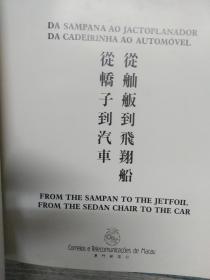 DA SAMPANA AO JACTOPLANADOR
DA CADEIRINHA AO AUTOMÓVEL
從舢舨到飛翔船
從轎子到汽車
FROM THE SAMPAN TO THE JETFOIL
FROM THE SEDAN CHAIR TO THE CAR
Correios e Telecomunicações de Macau